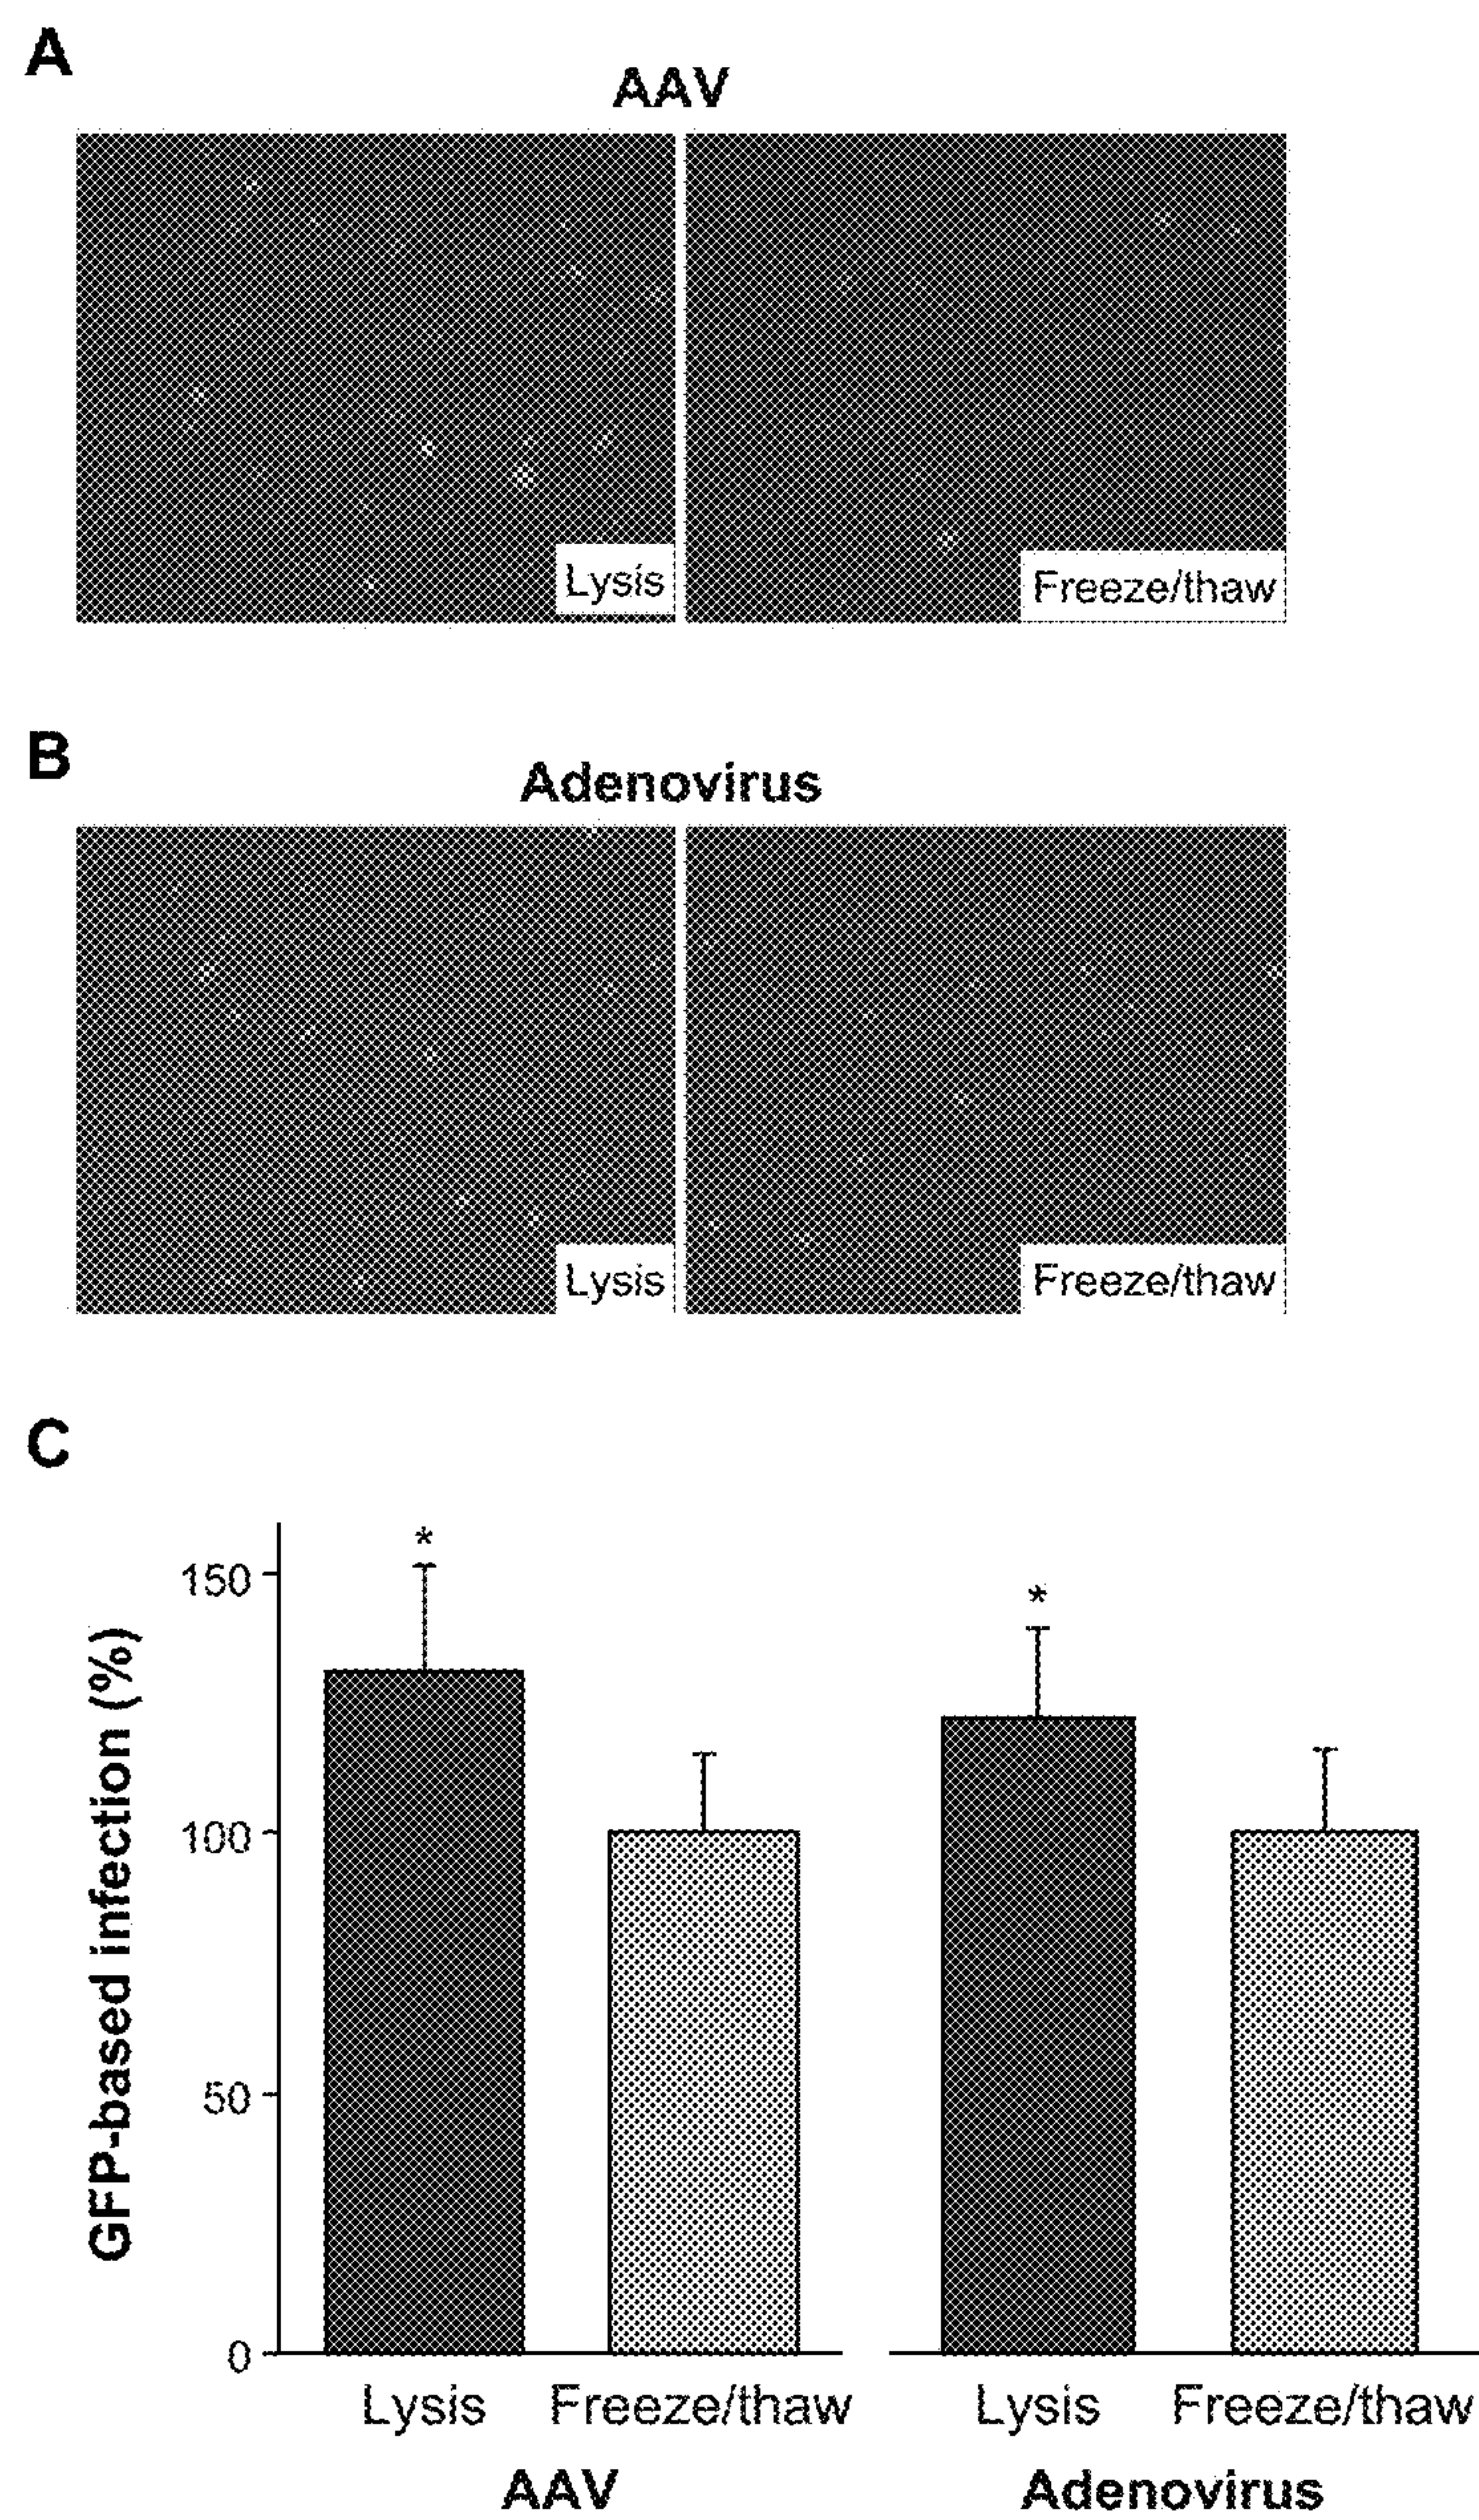 A
AAV
Lysis
Freeze/thaw
B
Adenovirus
Lysis
Freeze/thaw
C
GFP-based infection (%)
150
100
50
0
*
*
Lysis
Freeze/thaw
Lysis
Freeze/thaw
AAV
Adenovirus